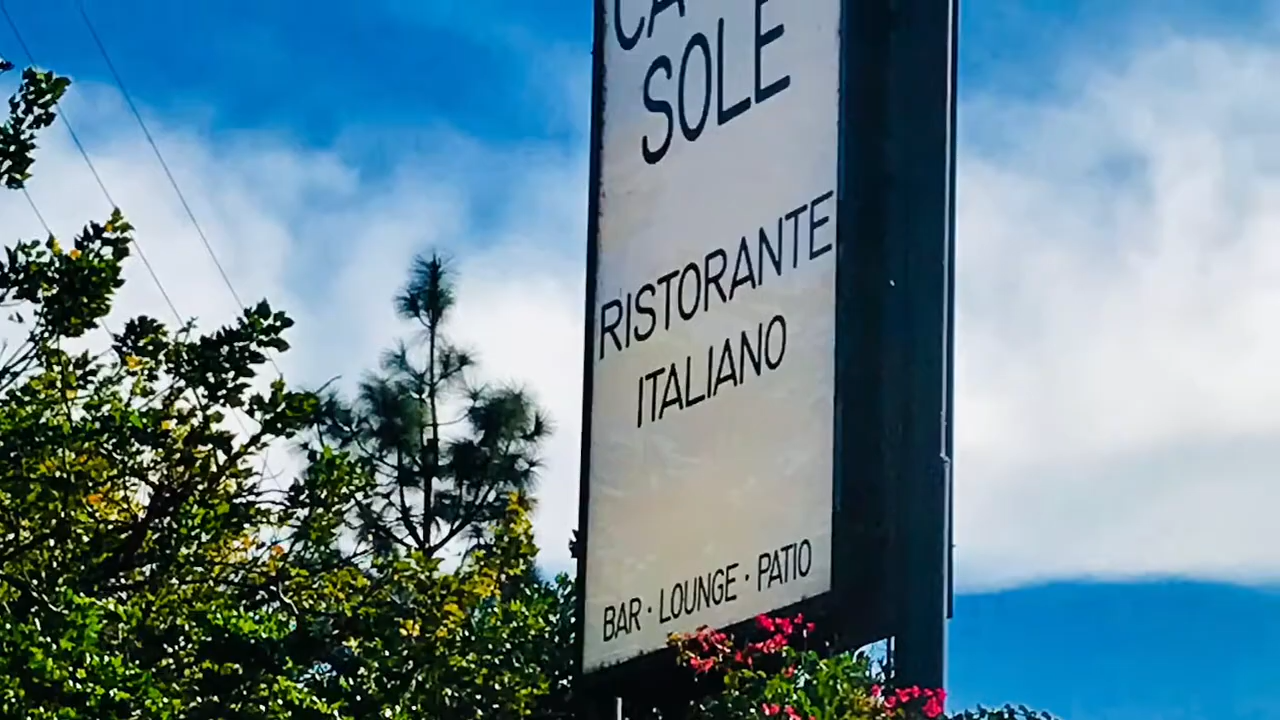 SOLE
RISTORANTE
ITALIANO
BAR · LOUNGE · PATIO